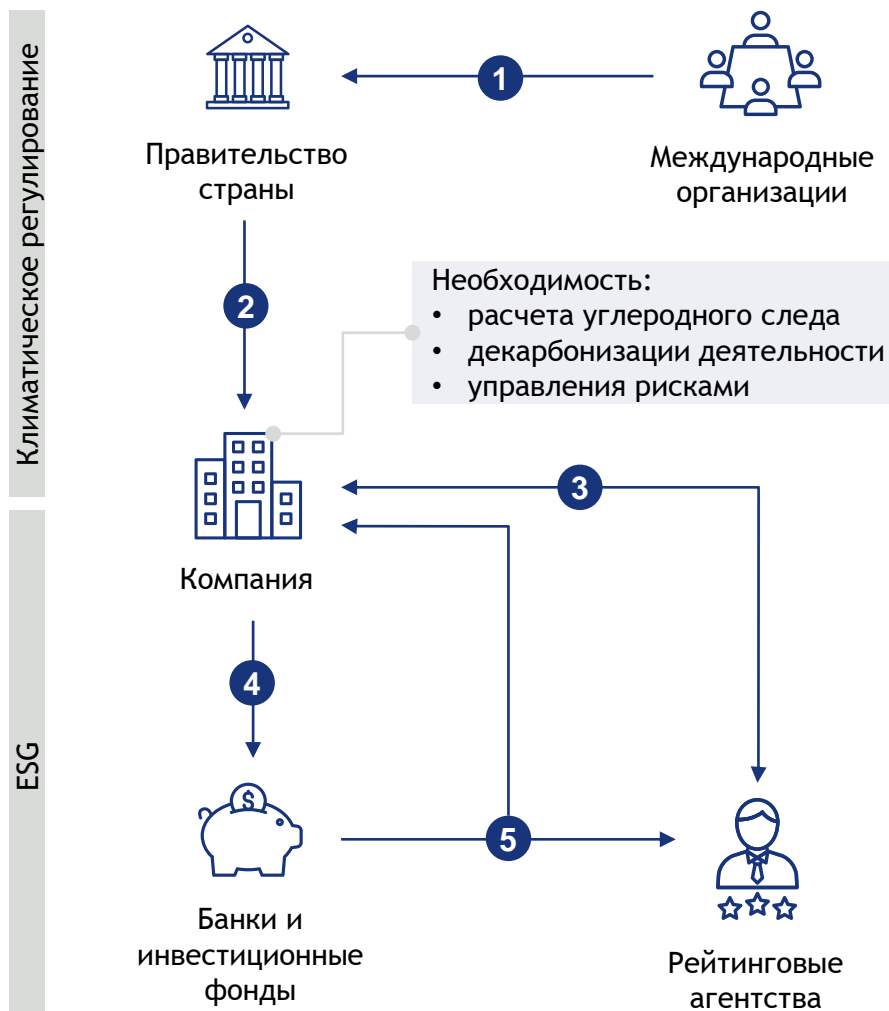 Климатическое регулирование
1
Правительство
страны
Международные
организации
2
Необходимость:
• расчета углеродного следа
• декарбонизации деятельности
• управления рисками
3
Компания
ESG
4
$
5
Банки и
инвестиционные
фонды
Рейтинговые
агентства